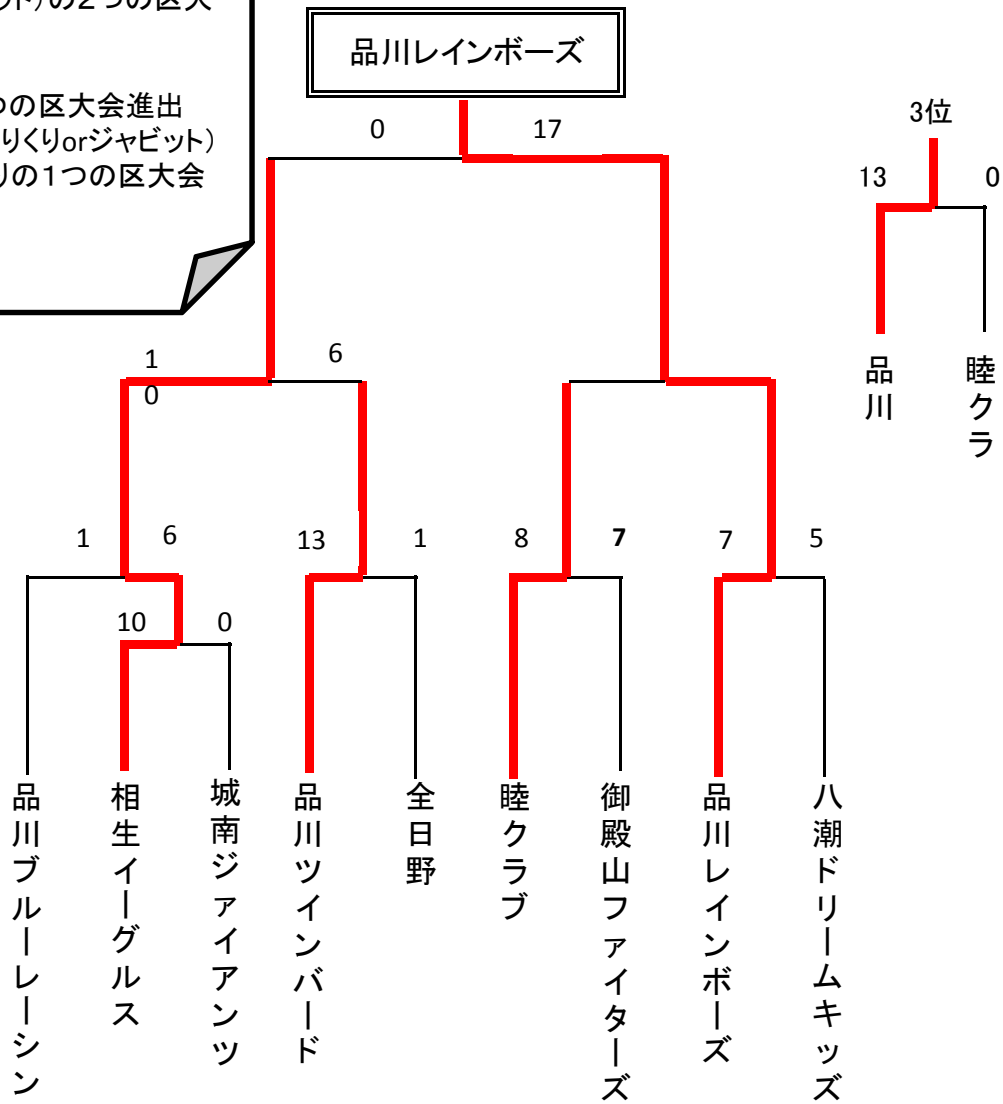 ット)の２つの区大
つの区大会進出
りくりorジャビット)
りの１つの区大会
品川レインボーズ
0
17
3位
13
0
品川
睦クラ
10
6
1
6
13
1
8
7
7
5
10
0
品川ブルーレーシン
相生イーグルス
城南ジァイアンツ
品川ツインバード
全日野
睦クラブ
御殿山ファイターズ
品川レインボーズ
八潮ドリームキッズ